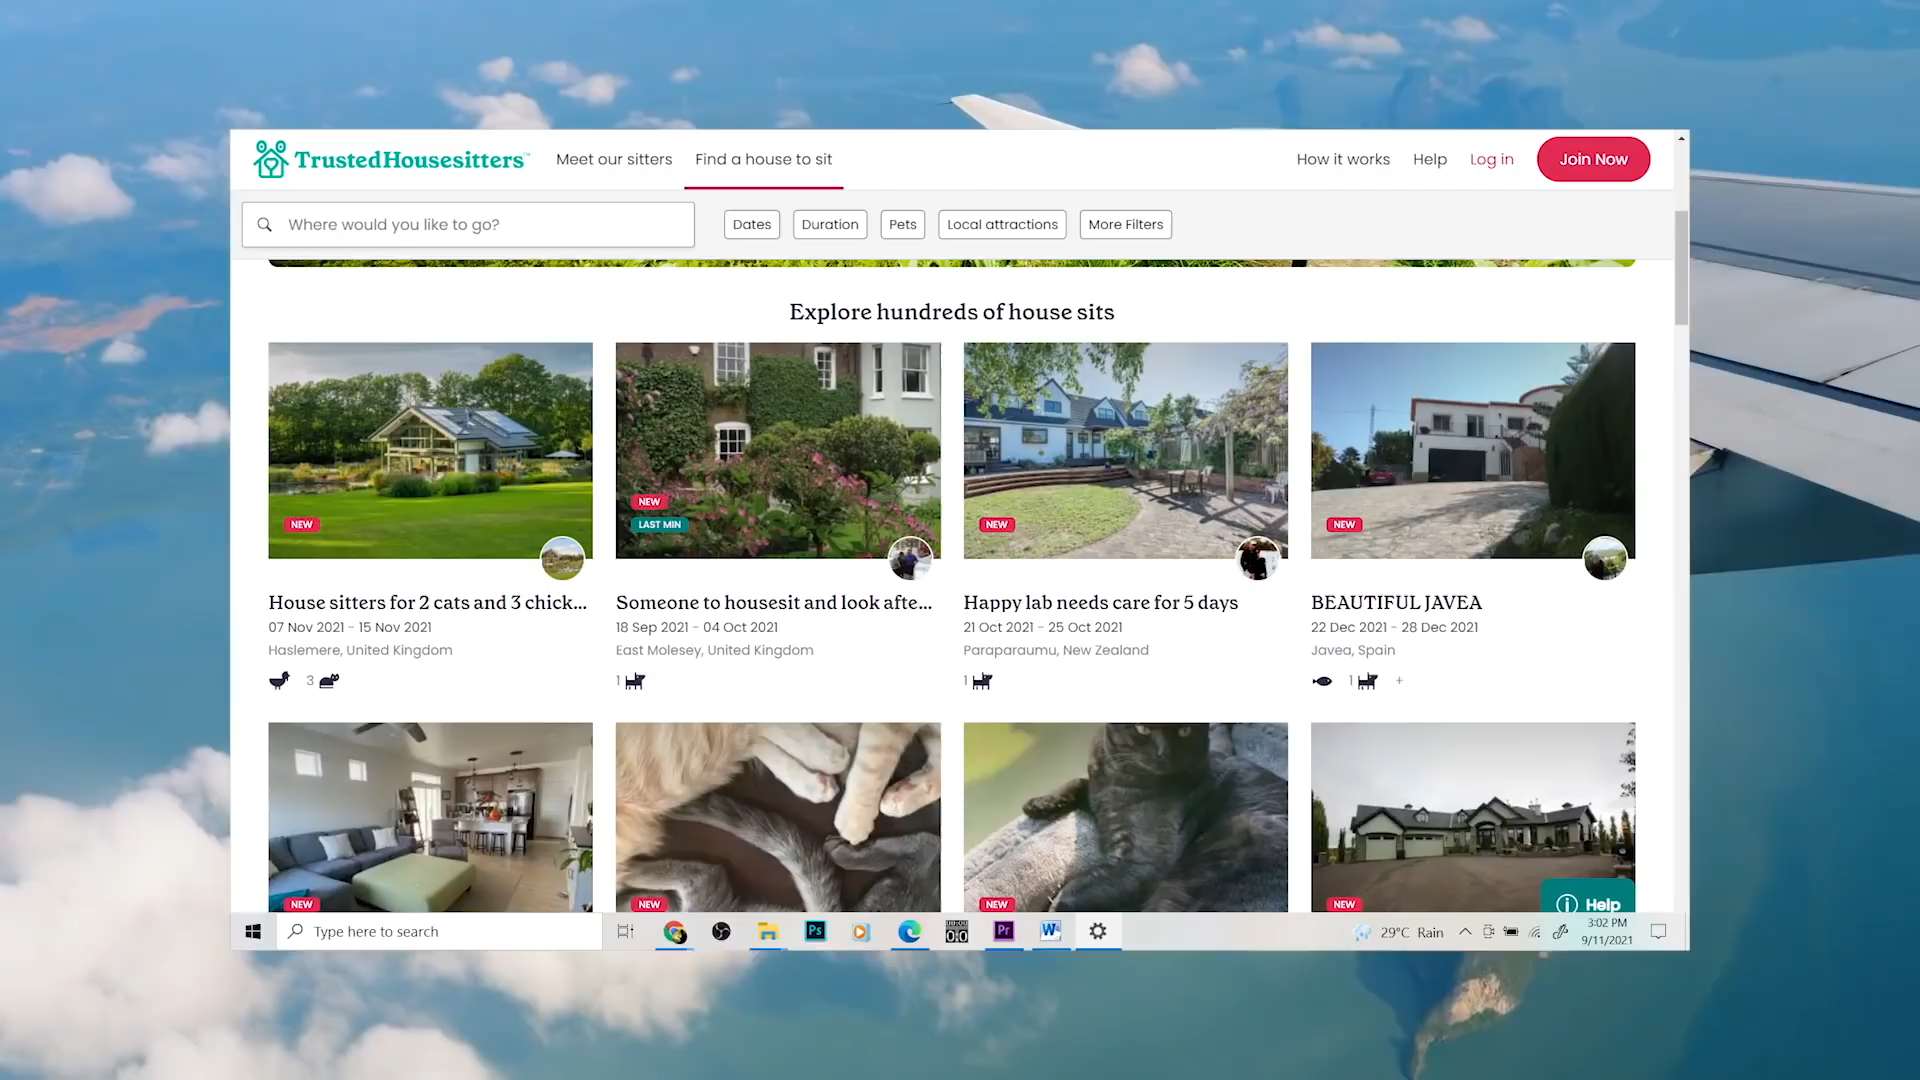 TrustedHousesitters™ Meet our sitters Find a house to sit How it works Help Log in Join Now
Where would you like to go? Dates Duration Pets Local attractions More Filters
Explore hundreds of house sits
NEW
NEW
LAST MIN
NEW
NEW
House sitters for 2 cats and 3 chick...
07 Nov 2021 - 15 Nov 2021
Haslemere, United Kingdom
3
Someone to housesit and look afte...
18 Sep 2021 - 04 Oct 2021
East Molesey, United Kingdom
1
Happy lab needs care for 5 days
21 Oct 2021 - 25 Oct 2021
Paraparaumu, New Zealand
1
BEAUTIFUL JAVEA
22 Dec 2021 - 28 Dec 2021
Javea, Spain
1 +
NEW
NEW
NEW
NEW
Help
Type here to search
Ps
00:00
0:0
Pr
W
29°C Rain
3:02 PM
9/11/2021